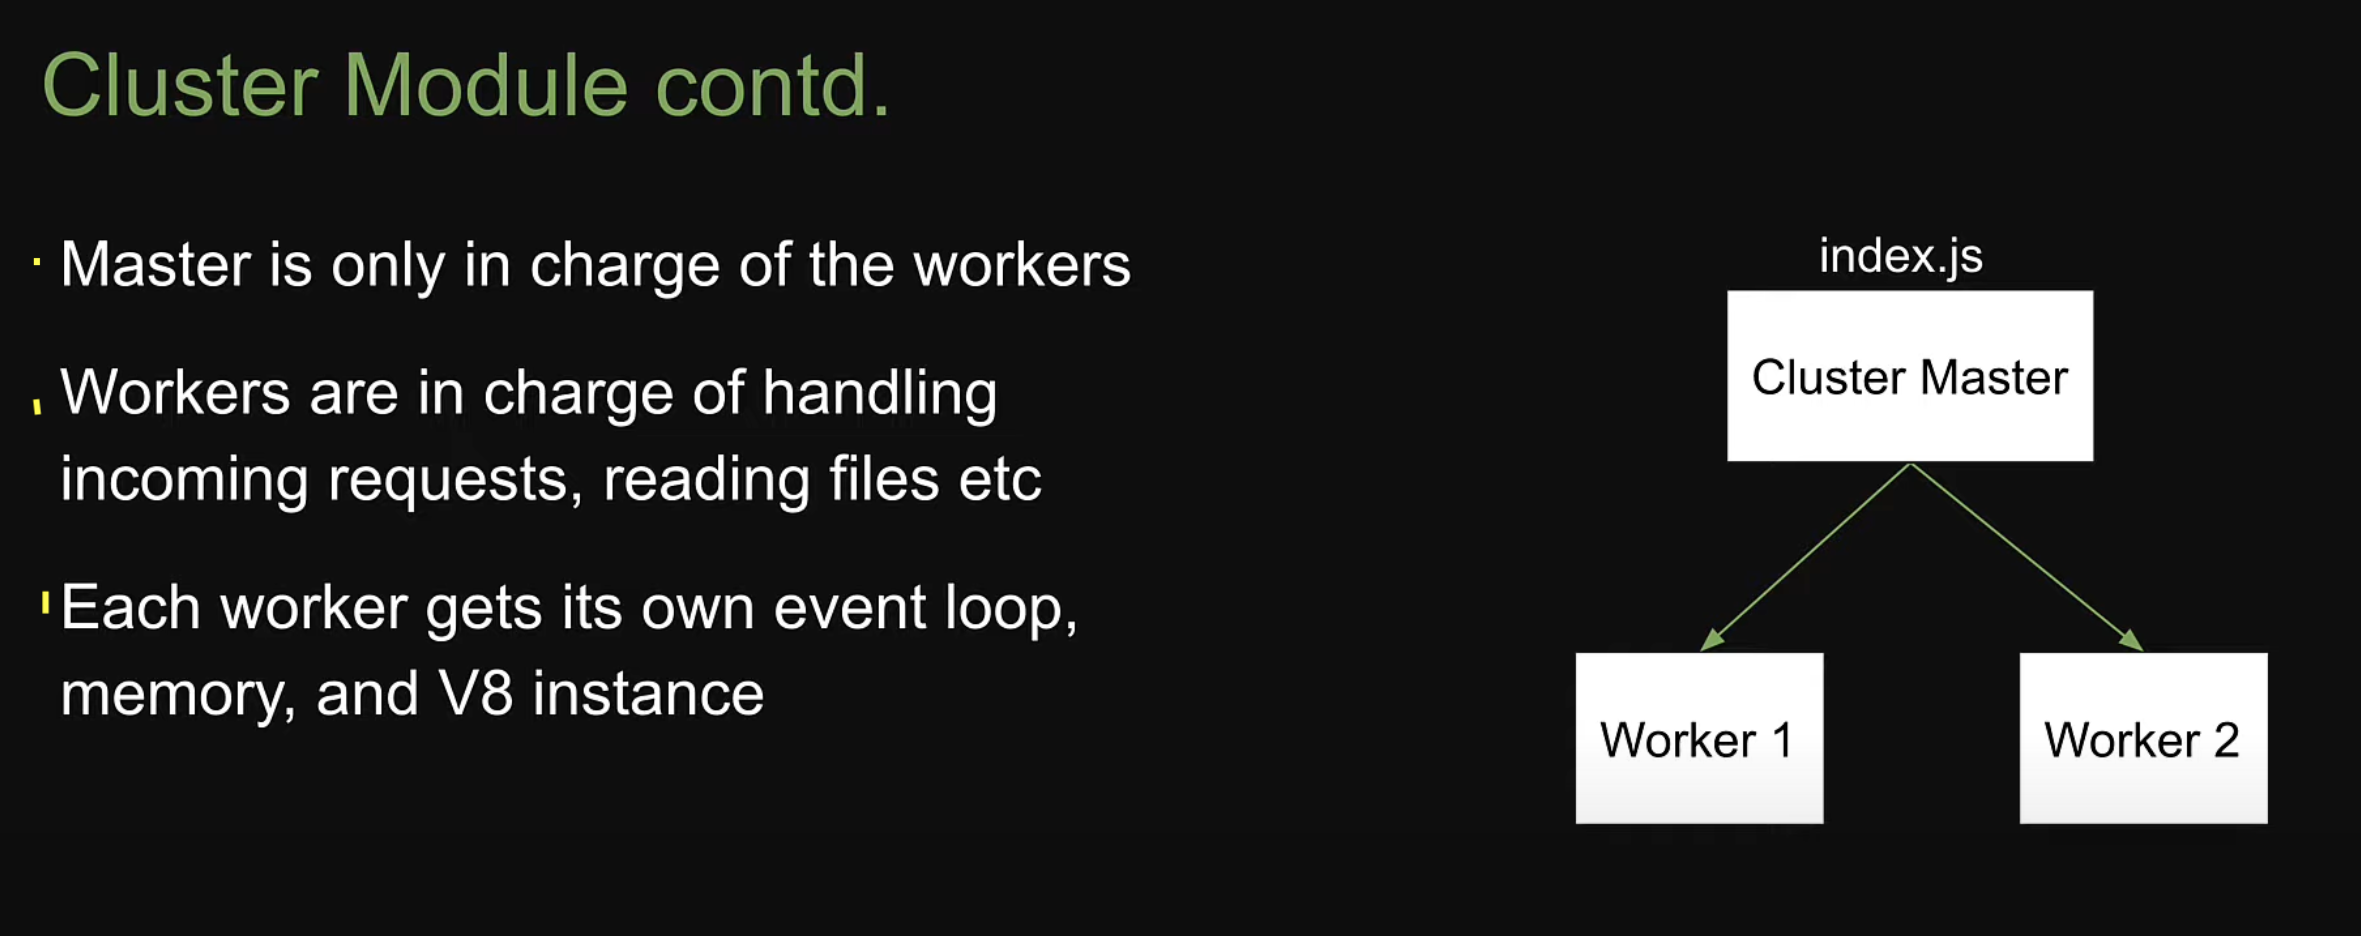 Cluster Module contd.
Master is only in charge of the workers
Workers are in charge of handling
incoming requests, reading files etc
Each worker gets its own event loop,
memory, and V8 instance
index.js
Cluster Master
Worker 1
Worker 2